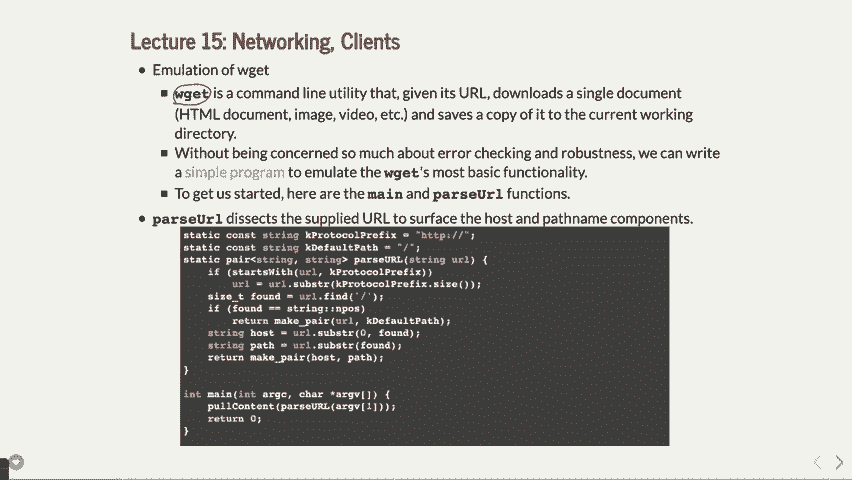 Lecture 15: Networking, Clients
• Emulation of wget
▪ wget is a command line utility that, given its URL, downloads a single document
(HTML document, image, video, etc.) and saves a copy of it to the current working
directory.
▪ Without being concerned so much about error checking and robustness, we can write
a simple program to emulate the wget's most basic functionality.
▪ To get us started, here are the main and parseUrl functions.
• parseUrl dissects the supplied URL to surface the host and pathname components.
static const string kProtocolPrefix = "http://";
static const string kDefaultPath = "/";
static pair<string, string> parseURL(string url) {
    if (startsWith(url, kProtocolPrefix))
        url = url.substr(kProtocolPrefix.size());
    size_t found = url.find('/');
    if (found == string::npos)
        return make_pair(url, kDefaultPath);
    string host = url.substr(0, found);
    string path = url.substr(found);
    return make_pair(host, path);
}
int main(int argc, char *argv[]) {
    pullContent(parseURL(argv[1]));
    return 0;
}